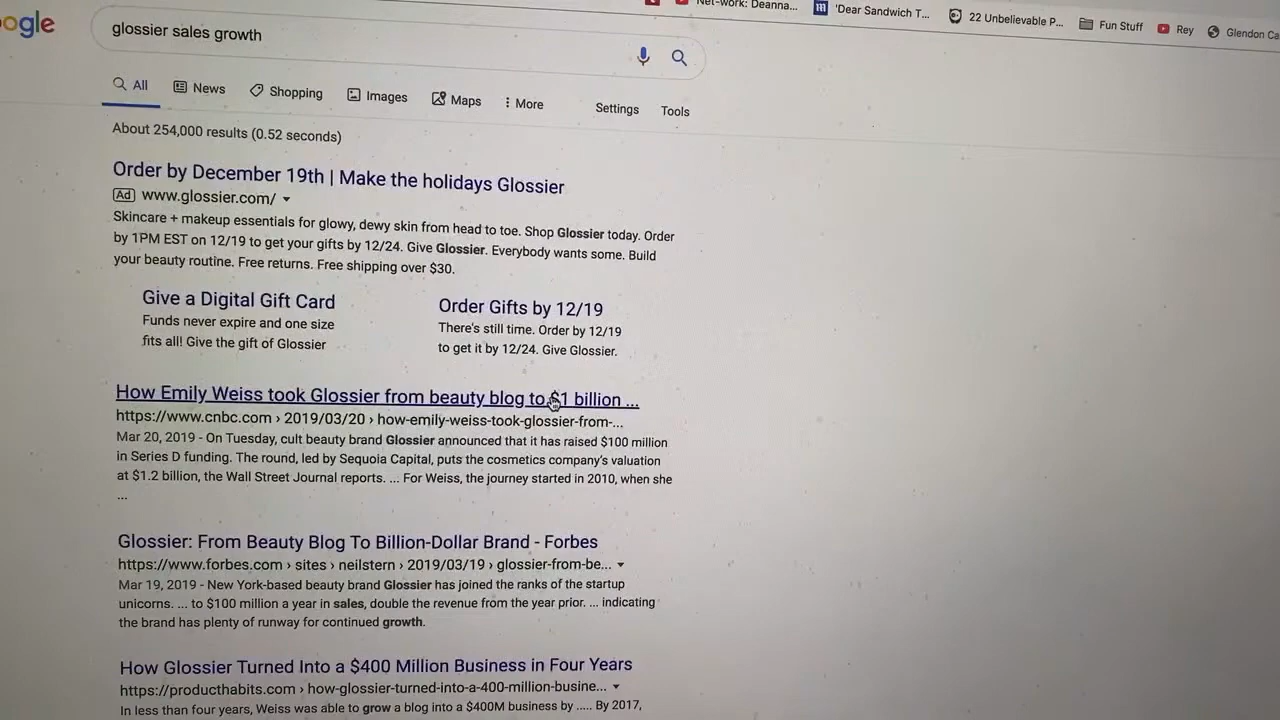 ogle
Net-work: Deanna... 'Dear Sandwich T... 22 Unbelievable P... Fun Stuff Rey Glendon Ca
glossier sales growth
All News Shopping Images Maps More Settings Tools
About 254,000 results (0.52 seconds)
Order by December 19th | Make the holidays Glossier
Ad www.glossier.com/
Skincare + makeup essentials for glowy, dewy skin from head to toe. Shop Glossier today. Order
by 1PM EST on 12/19 to get your gifts by 12/24. Give Glossier. Everybody wants some. Build
your beauty routine. Free returns. Free shipping over $30.
Give a Digital Gift Card
Funds never expire and one size
fits all! Give the gift of Glossier
Order Gifts by 12/19
There's still time. Order by 12/19
to get it by 12/24. Give Glossier.
How Emily Weiss took Glossier from beauty blog to $1 billion ...
https://www.cnbc.com › 2019/03/20 › how-emily-weiss-took-glossier-from-...
Mar 20, 2019 - On Tuesday, cult beauty brand Glossier announced that it has raised $100 million
in Series D funding. The round, led by Sequoia Capital, puts the cosmetics company's valuation
at $1.2 billion, the Wall Street Journal reports. ... For Weiss, the journey started in 2010, when she
...
Glossier: From Beauty Blog To Billion-Dollar Brand - Forbes
https://www.forbes.com › sites › neilstern › 2019/03/19 › glossier-from-be...
Mar 19, 2019 - New York-based beauty brand Glossier has joined the ranks of the startup
unicorns. ... to $100 million a year in sales, double the revenue from the year prior. ... indicating
the brand has plenty of runway for continued growth.
How Glossier Turned Into a $400 Million Business in Four Years
https://producthabits.com › how-glossier-turned-into-a-400-million-busine...
In less than four years, Weiss was able to grow a blog into a $400M business by ..... By 2017,